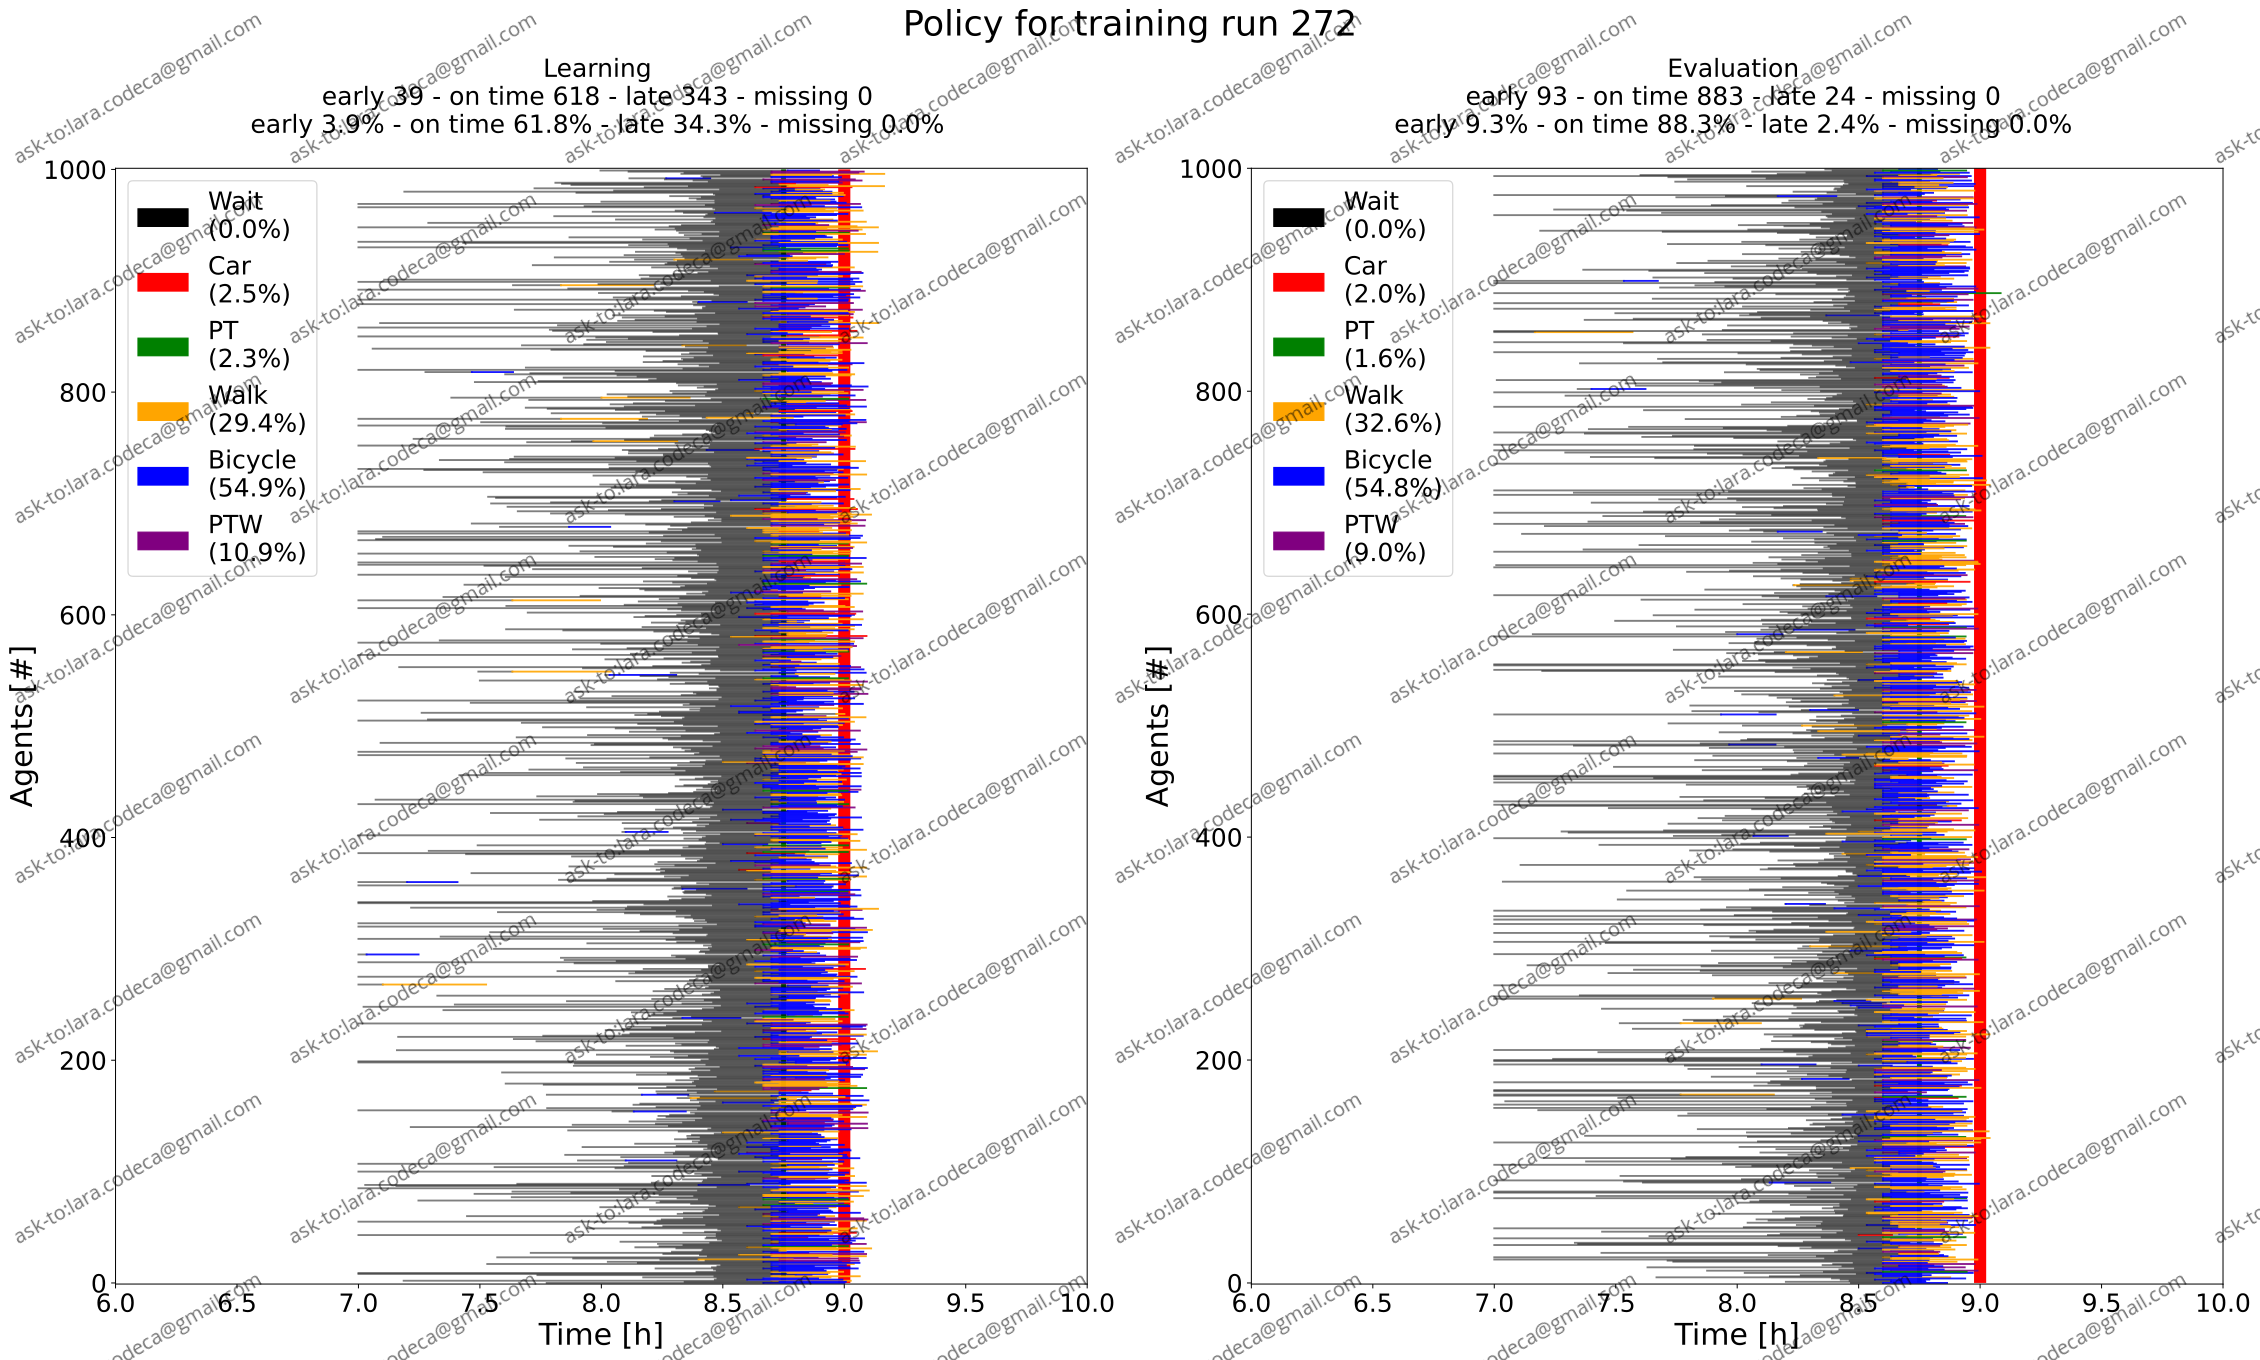 Policy for training run 272
Learning
early 39 - on time 618 - late 343 - missing 0
early 3.9% - on time 61.8% - late 34.3% - missing 0.0%
1000
800
600
400
200
0
Agents [#]
Wait
(0.0%)
Car
(2.5%)
PT
(2.3%)
Walk
(29.4%)
Bicycle
(54.9%)
PTW
(10.9%)
6.0 6.5 7.0 7.5 8.0 8.5 9.0 9.5 10.0
Time [h]
Evaluation
early 93 - on time 883 - late 24 - missing 0
early 9.3% - on time 88.3% - late 2.4% - missing 0.0%
1000
800
600
400
200
0
Agents [#]
Wait
(0.0%)
Car
(2.0%)
PT
(1.6%)
Walk
(32.6%)
Bicycle
(54.8%)
PTW
(9.0%)
6.0 6.5 7.0 7.5 8.0 8.5 9.0 9.5 10.0
Time [h]
ask-to:lara.codeca@gmail.com